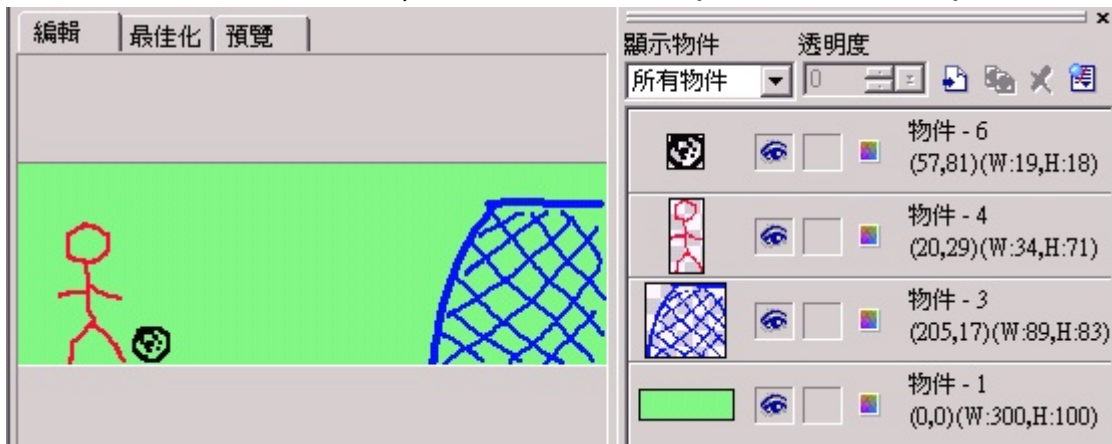 編輯 最佳化 預覽
顯示物件 透明度
所有物件 0
物件 - 6
(57,81)(W:19,H:18)
物件 - 4
(20,29)(W:34,H:71)
物件 - 3
(205,17)(W:89,H:83)
物件 - 1
(0,0)(W:300,H:100)